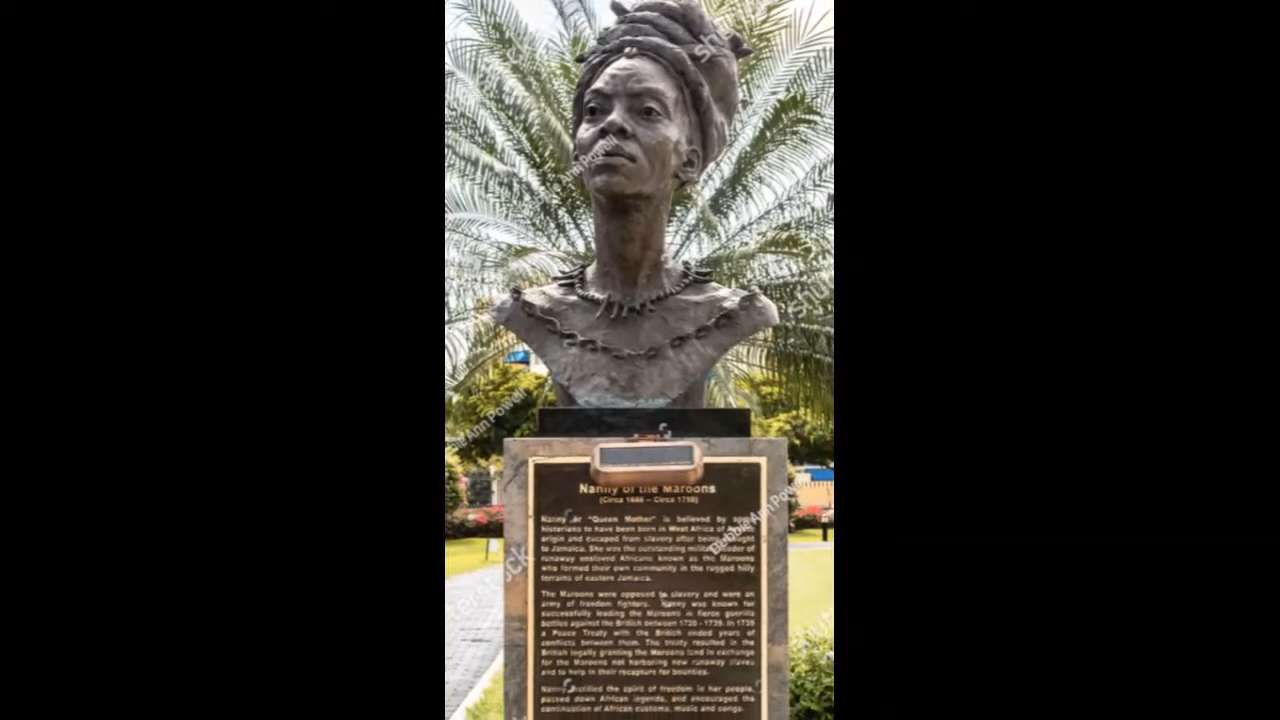 Nanny of the Maroons
(Circa 1686 – Circa 1750)
Nanny or "Queen Mother" is believed by some
historians to have been born in West Africa of
origin and escaped from slavery after being brought
to Jamaica. She was the outstanding military leader of
runaway enslaved Africans known as the Maroons
who formed their own community in the rugged hilly
terrains of eastern Jamaica.
The Maroons were opposed to slavery and were an
army of freedom fighters. Nanny was known for
successfully leading the Maroons in fierce guerilla
battles against the British between 1720 - 1739. In 1739
a Peace Treaty with the British ended years of
conflicts between them. The treaty resulted in the
British legally granting the Maroons land in exchange
for the Maroons not harboring new runaway slaves
and to help in their recapture for bounties.
Nanny instilled the spirit of freedom in her people,
passed down African legends, and encouraged the
continuation of African customs, music and songs.
Debbie Ann Powell